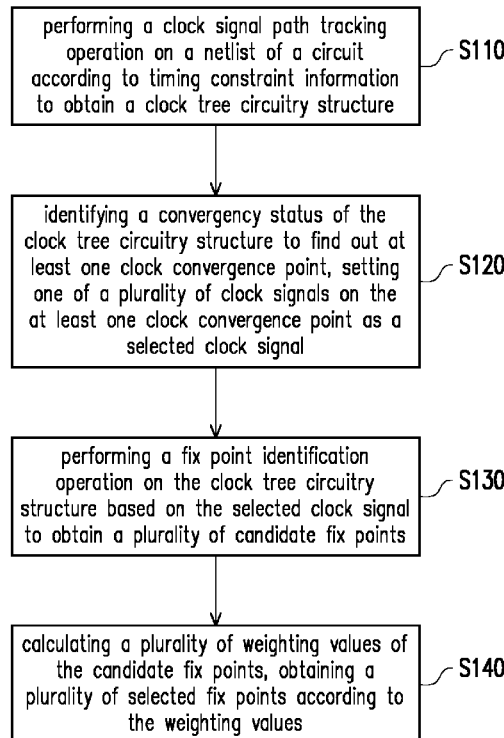 performing a clock signal path tracking
operation on a netlist of a circuit
according to timing constraint information
to obtain a clock tree circuitry structure
S110
identifying a convergency status of the
clock tree circuitry structure to find out at
least one clock convergence point, setting
one of a plurality of clock signals on the
at least one clock convergence point as a
selected clock signal
S120
performing a fix point identification
operation on the clock tree circuitry
structure based on the selected clock signal
to obtain a plurality of candidate fix points
S130
calculating a plurality of weighting values of
the candidate fix points, obtaining a
plurality of selected fix points according to
the weighting values
S140